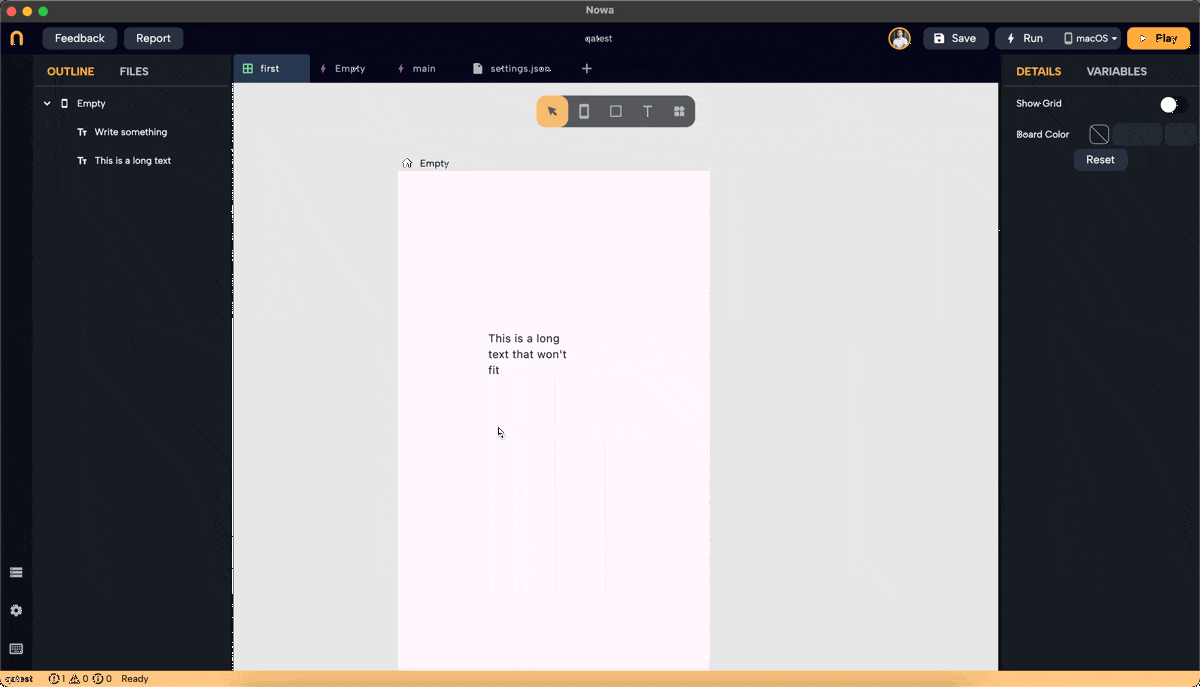 Nowa
Feedback
Report
qatest
Save
Run
macOS
Play
OUTLINE
FILES
first
Empty
main
settings.json
DETAILS
VARIABLES
Empty
Write something
This is a long text
Show Grid
Board Color
Reset
T
Empty
This is a long
text that won't
fit
qatest
1
0
0
Ready